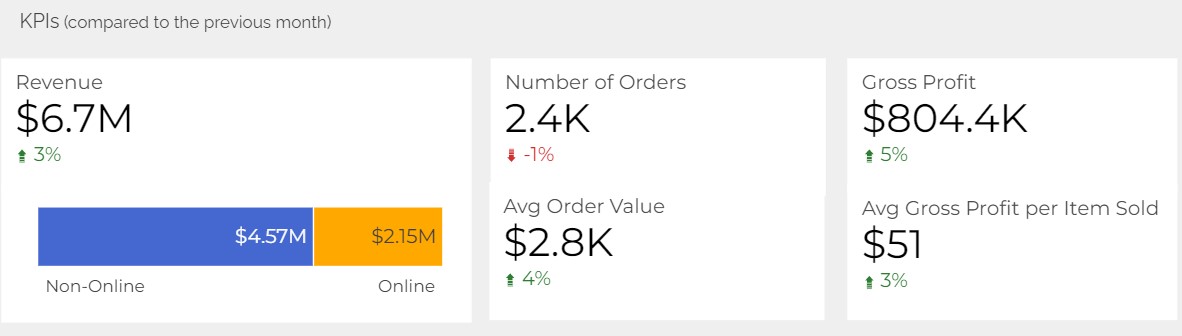 KPIs (compared to the previous month)
Revenue
$6.7M
3%
$4.57M
$2.15M
Non-Online
Online
Number of Orders
2.4K
-1%
Avg Order Value
$2.8K
4%
Gross Profit
$804.4K
5%
Avg Gross Profit per Item Sold
$51
3%